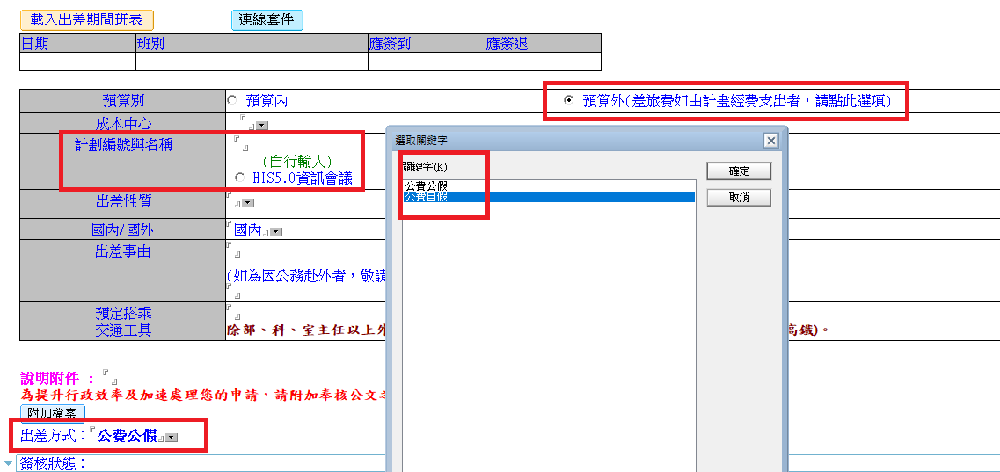 載入出差期間班表 連線套件
日期 班別 應簽到 應簽退
預算別 預算內 預算外(差旅費如由計畫經費支出者，請點此選項)
成本中心
選取關鍵字
計劃編號與名稱
關鍵字(K)
(自行輸入)
確定
HIS5.0資訊會議
公費公假
公費自假
取消
出差性質
國內/國外 國內
出差事由
(如為因公務赴外者，敬請
預定搭乘
交通工具 除部、科、室主任以上外 高鐵)。
說明附件 ：
為提升行政效率及加速處理您的申請，請附加奉核公文
附加檔案
出差方式：公費公假
簽核狀態：